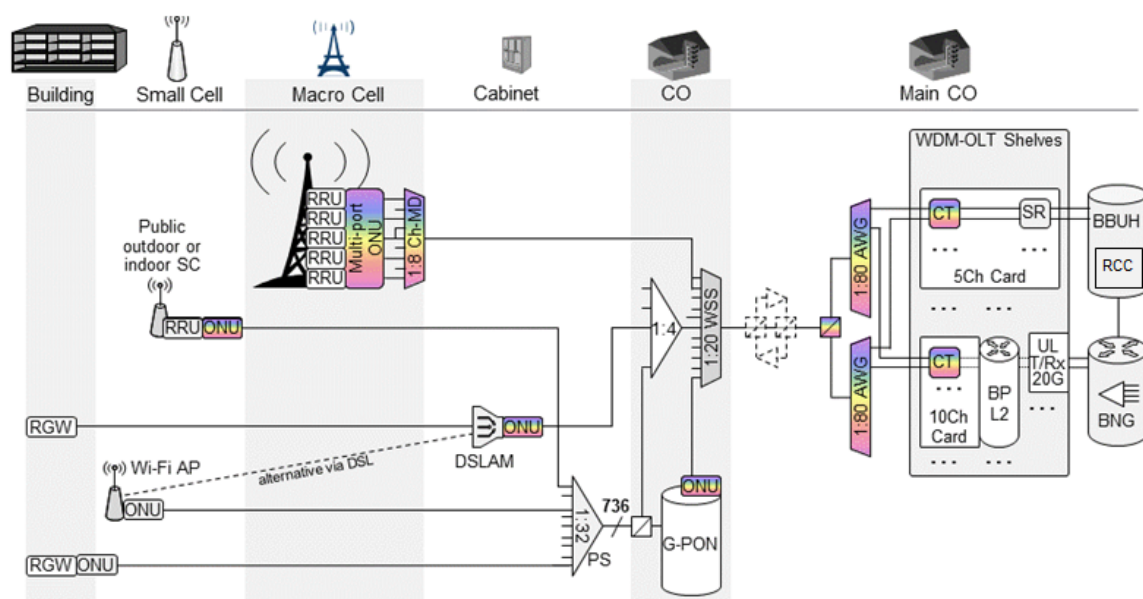 Building
Small Cell
Macro Cell
Cabinet
CO
Main CO
WDM-OLT Shelves
RRU
RRU
RRU
RRU
RRU
Multi-port
ONU
1:8 Ch-MD
Public
outdoor or
indoor SC
RRU ONU
1:4
1:20 WSS
1:80 AWG
1:80 AWG
CT
SR
...
...
5Ch Card
...
...
BBUH
RCC
CT
...
10Ch
Card
BP
L2
UL
T/Rx
20G
...
...
...
BNG
RGW
ONU
DSLAM
Wi-Fi AP
alternative via DSL
ONU
1:32
PS
736
ONU
G-PON
RGW ONU